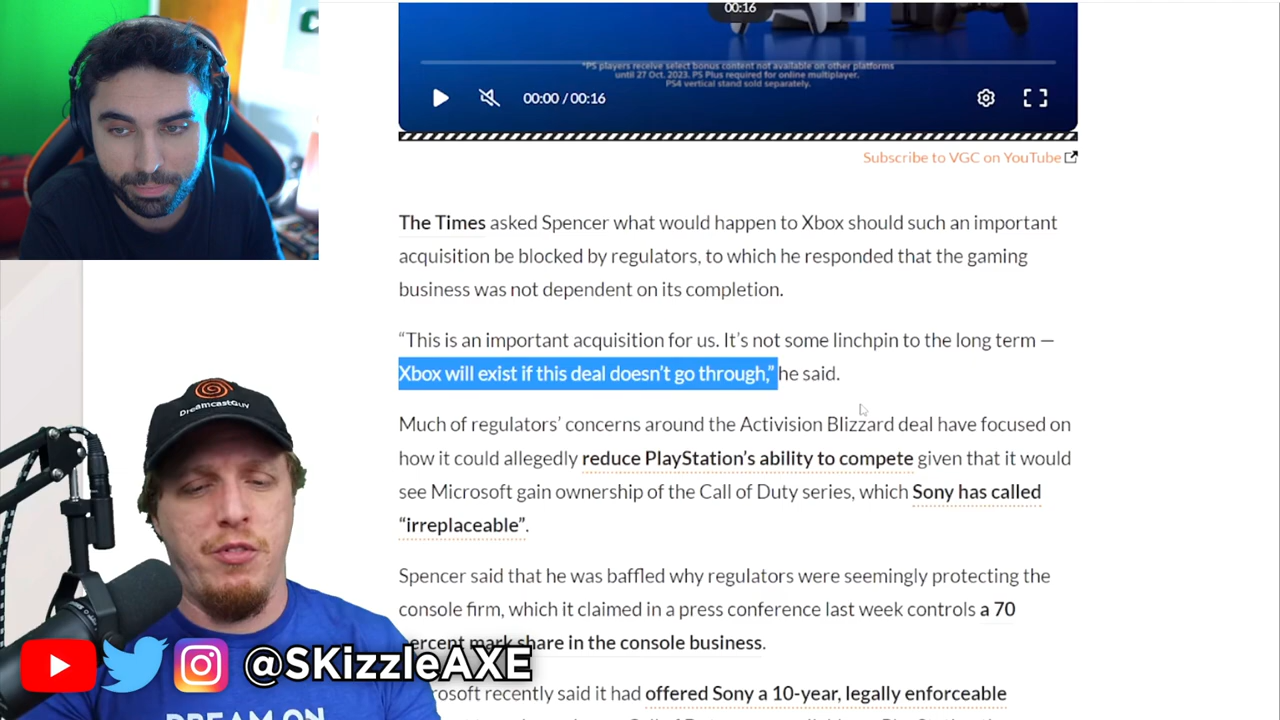 00:16
*PS players receive select bonus content not available on other platforms
until 27 Oct. 2023. PS Plus required for online multiplayer.
PS4 vertical stand sold separately.
00:00 / 00:16
Subscribe to VGC on YouTube
The Times asked Spencer what would happen to Xbox should such an important
acquisition be blocked by regulators, to which he responded that the gaming
business was not dependent on its completion.
“This is an important acquisition for us. It’s not some linchpin to the long term —
Xbox will exist if this deal doesn’t go through,” he said.
Much of regulators’ concerns around the Activision Blizzard deal have focused on
how it could allegedly reduce PlayStation’s ability to compete given that it would
see Microsoft gain ownership of the Call of Duty series, which Sony has called
“irreplaceable”.
Spencer said that he was baffled why regulators were seemingly protecting the
console firm, which it claimed in a press conference last week controls a 70
percent mark share in the console business.
DreamcastGuy
@SKizzleAXE
rosoft recently said it had offered Sony a 10-year, legally enforceable
DREAM ON